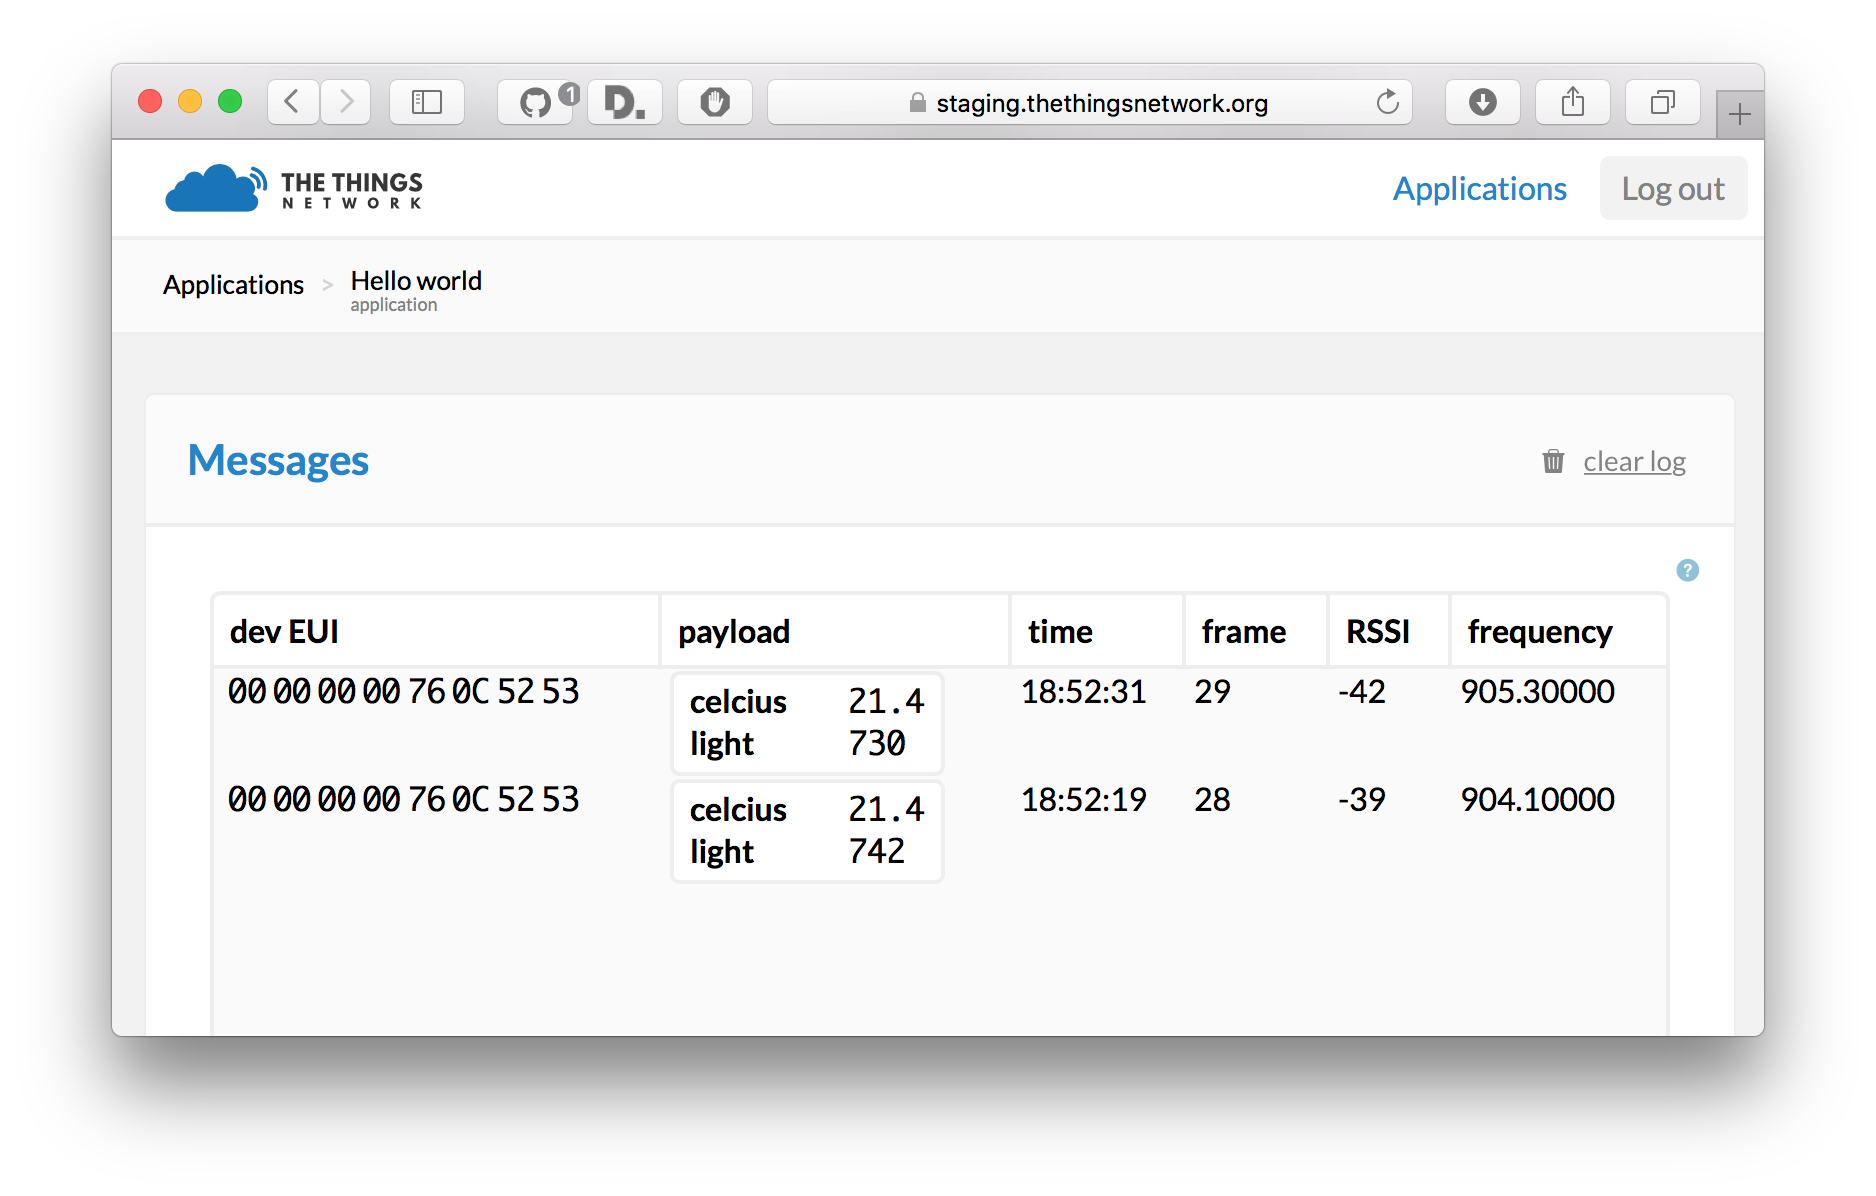 1
D.
staging.thethingsnetwork.org
THE THINGS
NETWORK
Applications
Log out
Applications > Hello world
application
Messages
clear log
?
dev EUI payload time frame RSSI frequency
00 00 00 00 76 0C 52 53 celcius 21.4 18:52:31 29 -42 905.30000
light 730
00 00 00 00 76 0C 52 53 celcius 21.4 18:52:19 28 -39 904.10000
light 742